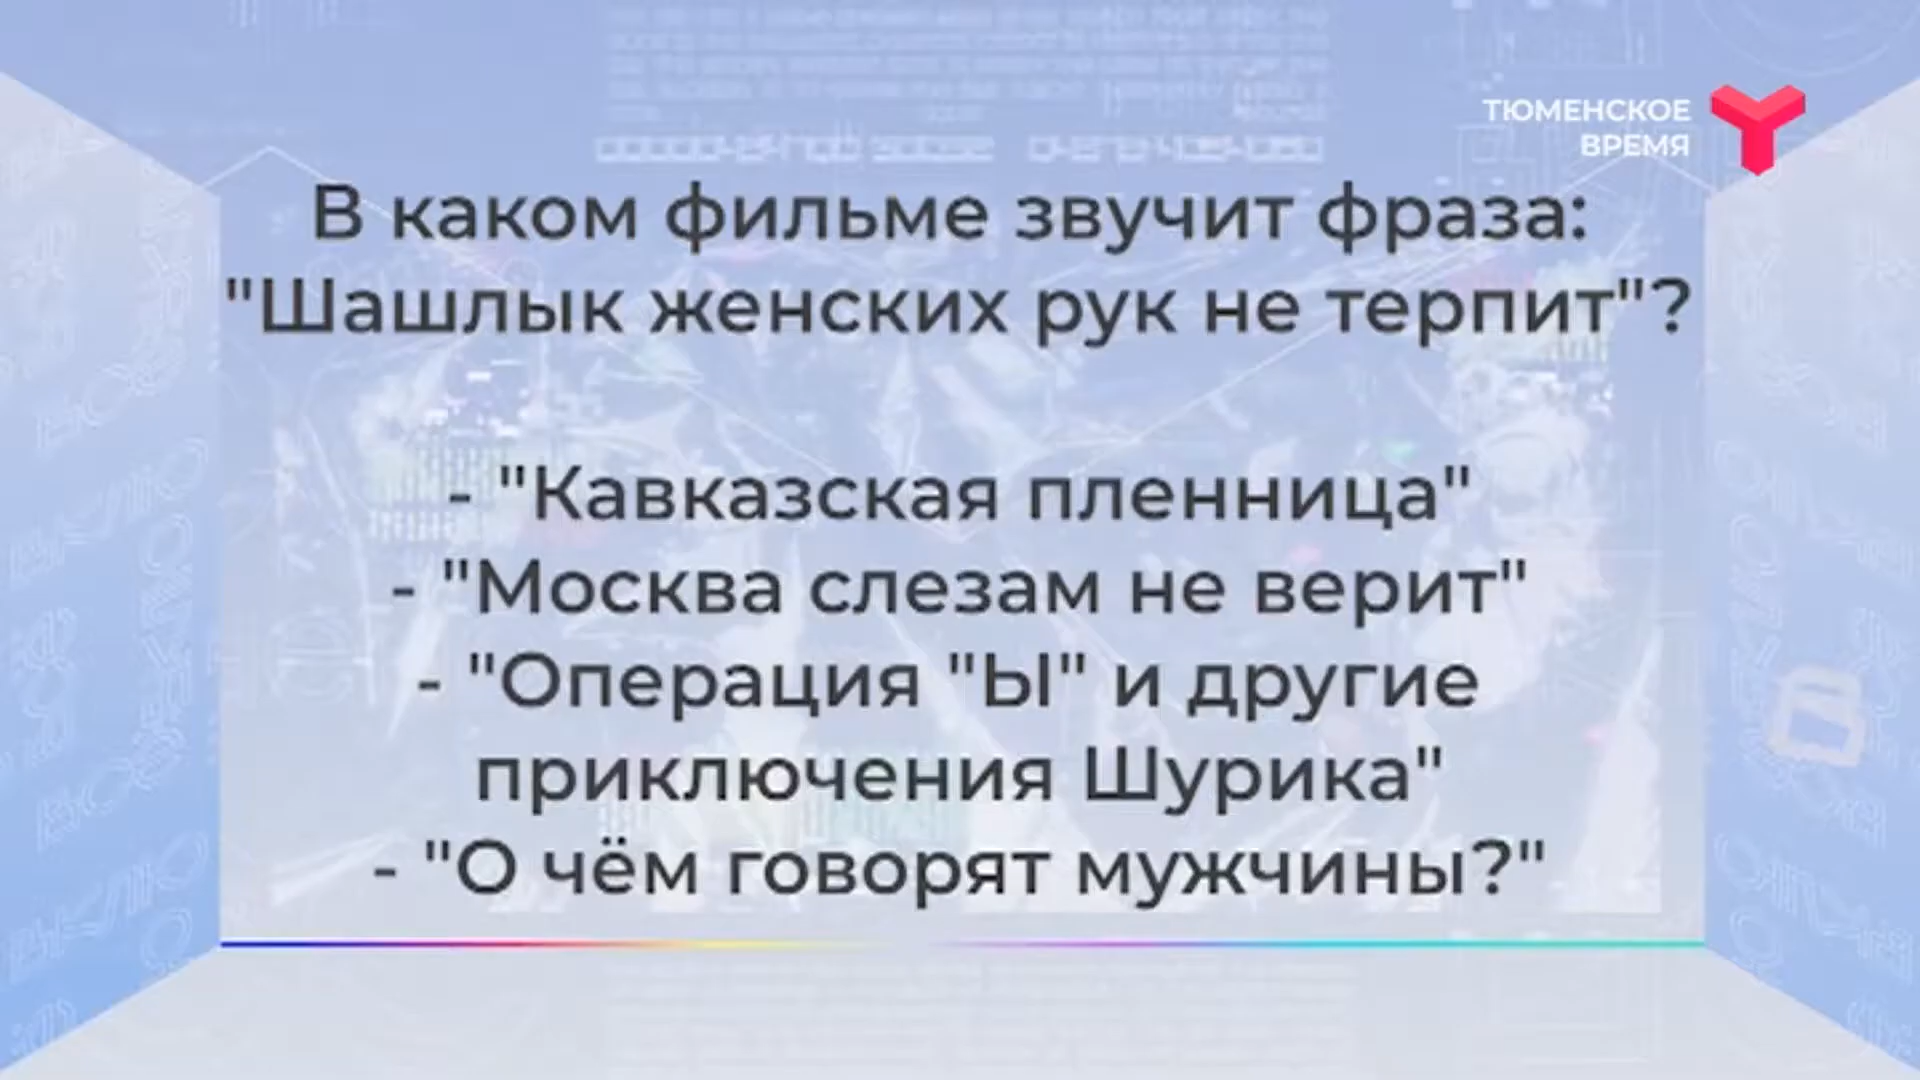 ТЮМЕНСКОЕ
ВРЕМЯ
В каком фильме звучит фраза:
"Шашлык женских рук не терпит"?
- "Кавказская пленница"
- "Москва слезам не верит"
- "Операция "Ы" и другие
приключения Шурика"
- "О чём говорят мужчины?"